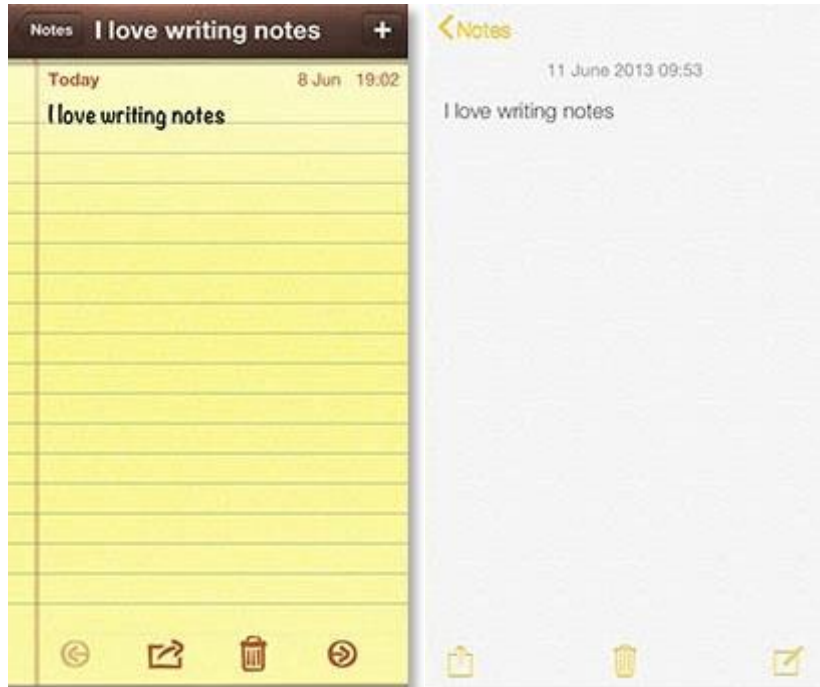 Notes I love writing notes +
Today 8 Jun 19:02
I love writing notes
Notes
11 June 2013 09:53
I love writing notes